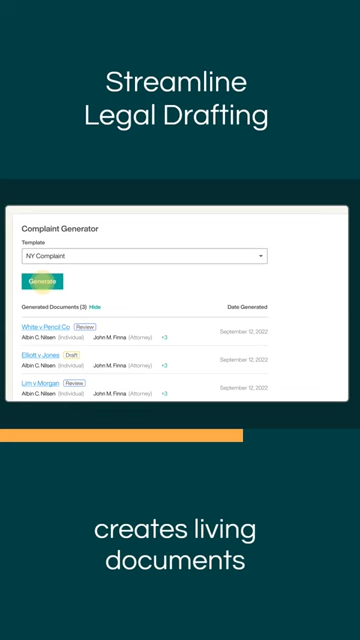 Streamline
Legal Drafting
Complaint Generator
Template
NY Complaint
Generate
Generated Documents (3) Hide Date Generated
White v Pencil Co Review
Albin C. Nilsen (Individual) John M. Finna (Attorney) +3 September 12, 2022
Elliott v Jones Draft
Albin C. Nilsen (Individual) John M. Finna (Attorney) +3 September 12, 2022
Lim v Morgan Review
Albin C. Nilsen (Individual) John M. Finna (Attorney) +3 September 12, 2022
creates living
documents